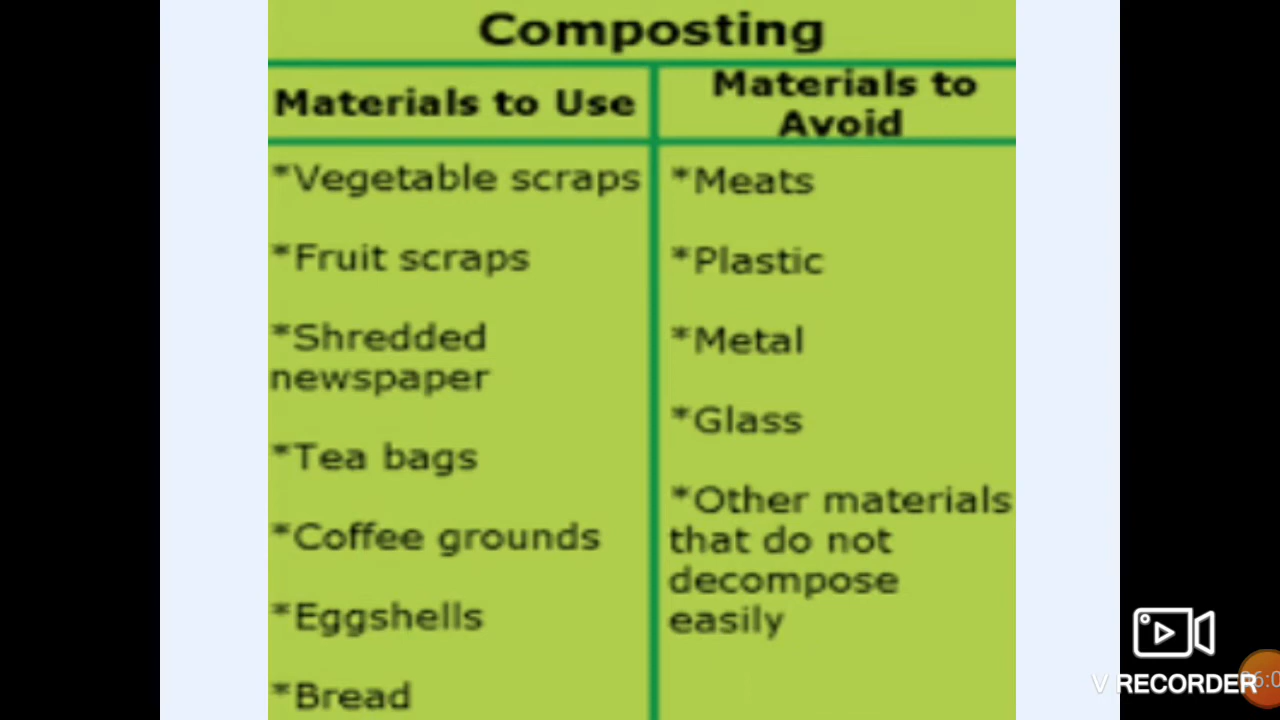 Composting
Materials to Use
Materials to
Avoid
*Vegetable scraps
*Fruit scraps
*Shredded
newspaper
*Tea bags
*Coffee grounds
*Eggshells
*Bread
*Meats
*Plastic
*Metal
*Glass
*Other materials
that do not
decompose
easily
V RECORDER